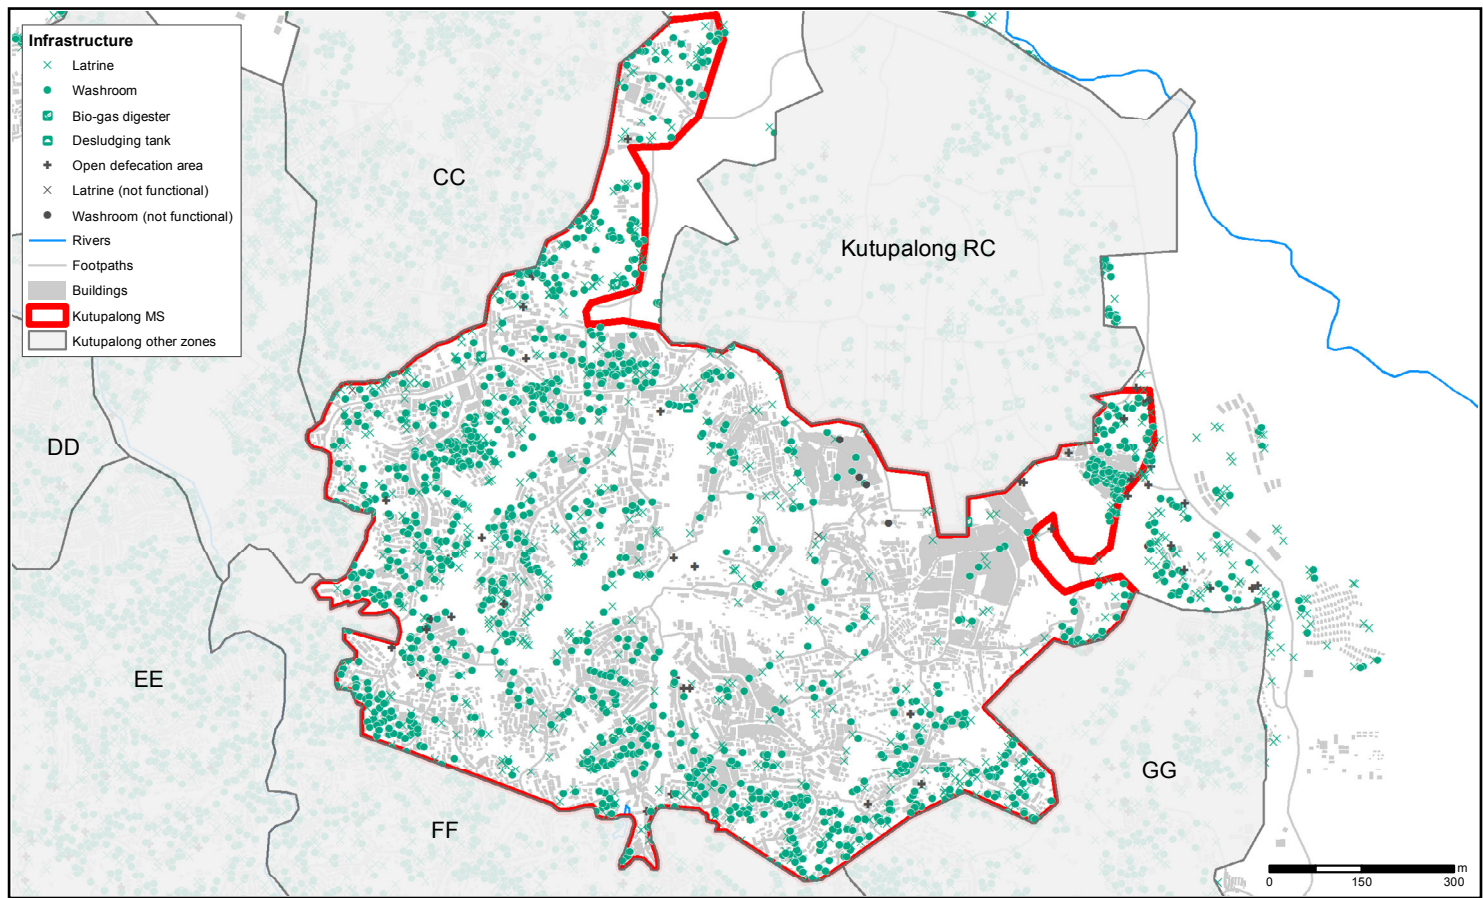 Infrastructure
Latrine
Washroom
Bio-gas digester
Desludging tank
Open defecation area
Latrine (not functional)
Washroom (not functional)
Rivers
Footpaths
Buildings
Kutupalong MS
Kutupalong other zones
CC
Kutupalong RC
DD
EE
FF
GG
m
0 150 300